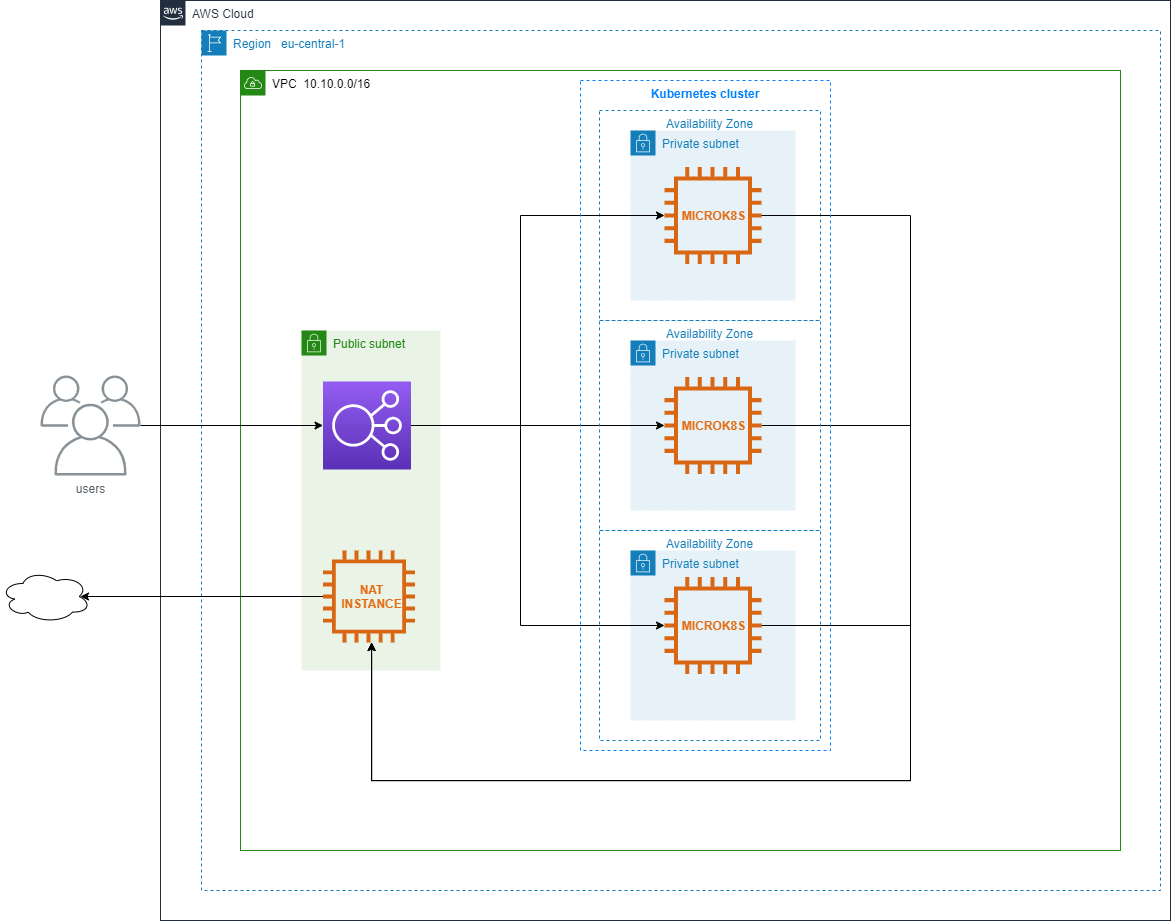 aws
AWS Cloud
Region eu-central-1
VPC 10.10.0.0/16
Kubernetes cluster
Availability Zone
Private subnet
MICROK8S
Availability Zone
Private subnet
MICROK8S
Availability Zone
Private subnet
MICROK8S
Public subnet
users
NAT
INSTANCE